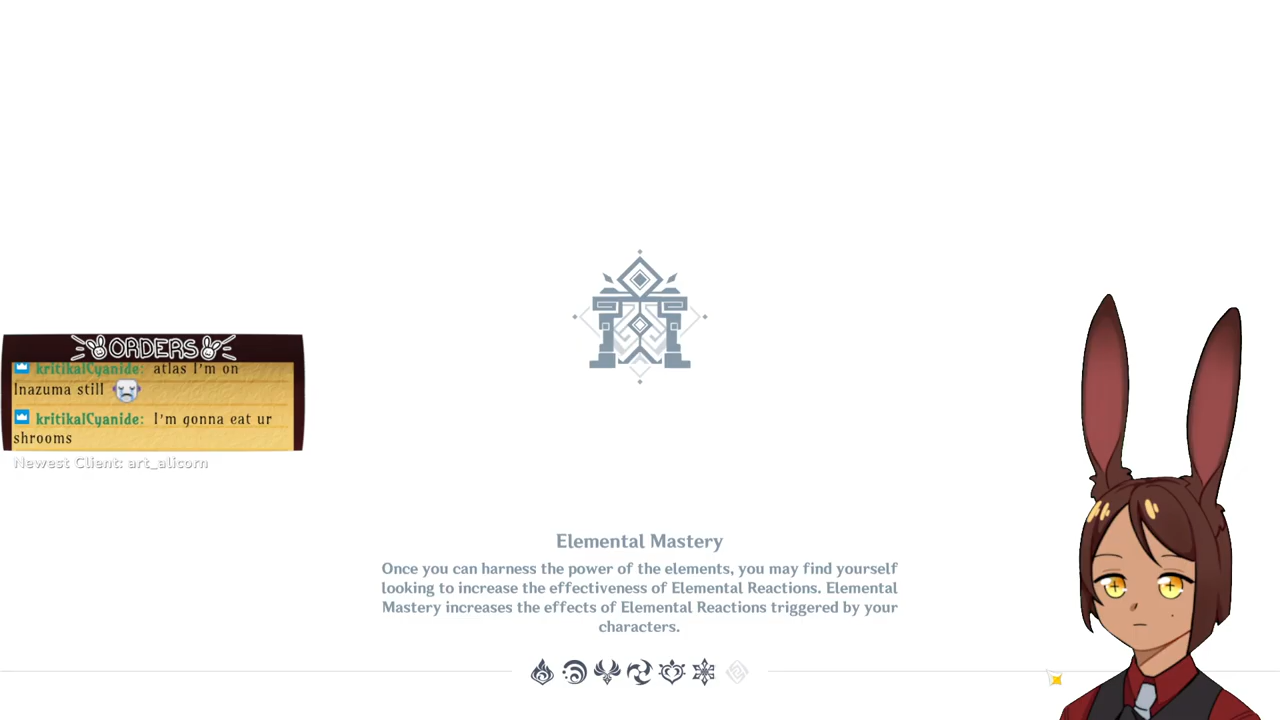 ORDERS
kritikalCyanide: atlas I'm on
Inazuma still
kritikalCyanide: I'm gonna eat ur
shrooms
Newest Client: art_alicorn
Elemental Mastery
Once you can harness the power of the elements, you may find yourself
looking to increase the effectiveness of Elemental Reactions. Elemental
Mastery increases the effects of Elemental Reactions triggered by your
characters.